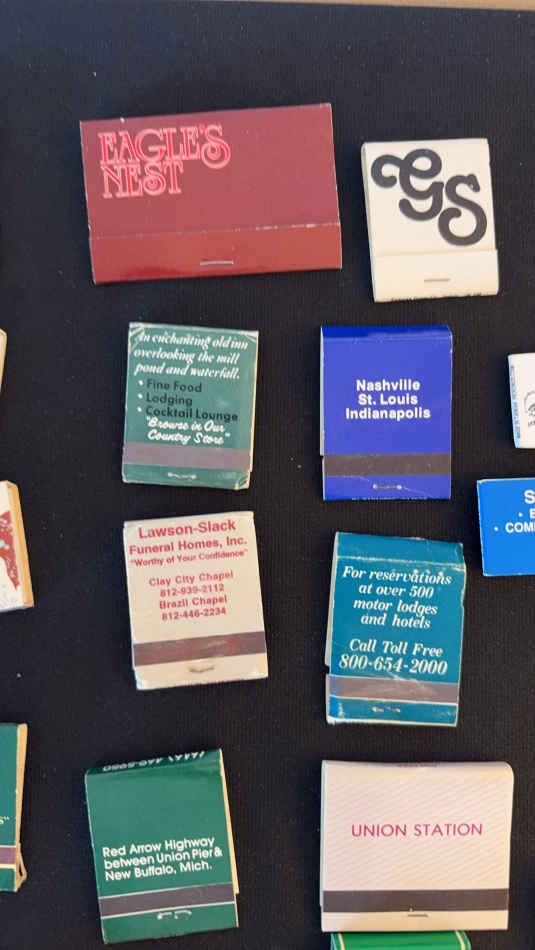 EAGLE'S
NEST
GS
An enchanting old inn
overlooking the mill
pond and waterfall.
• Fine Food
• Lodging
• Cocktail Lounge
"Browse in Our
Country Store"
Nashville
St. Louis
Indianapolis
Lawson-Slack
Funeral Homes, Inc.
"Worthy of Your Confidence"
Clay City Chapel
812-939-2112
Brazil Chapel
812-446-2234
For reservations
at over 500
motor lodges
and hotels
Call Toll Free
800-654-2000
S
• 
• COM
Red Arrow Highway
between Union Pier &
New Buffalo, Mich.
UNION STATION